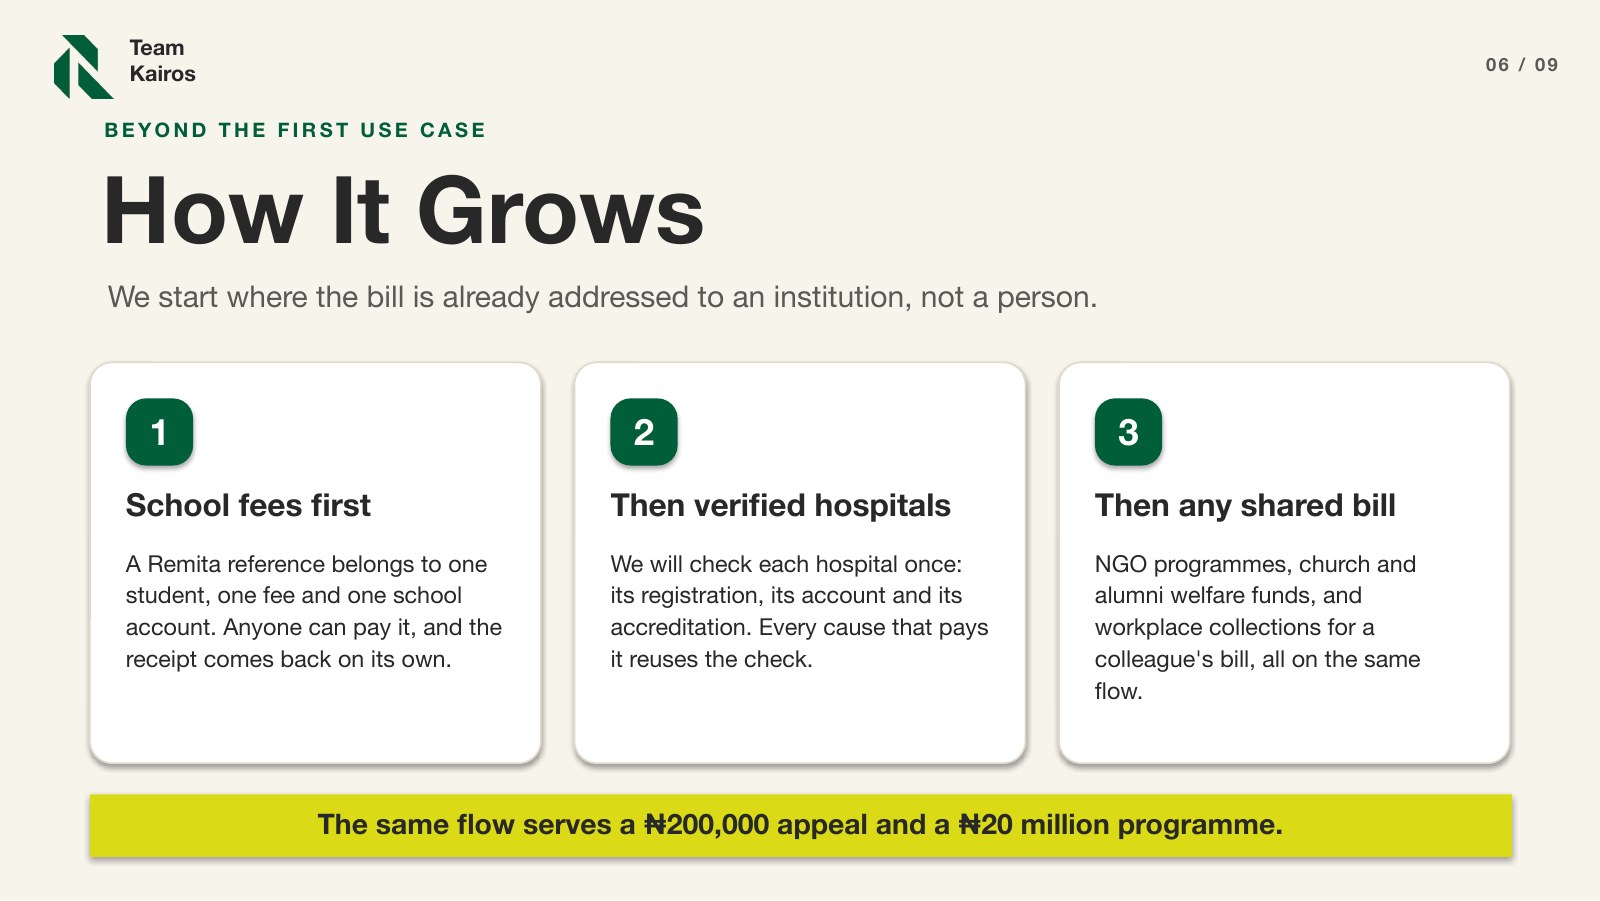 Team
Kairos
06 / 09
BEYOND THE FIRST USE CASE
How It Grows
We start where the bill is already addressed to an institution, not a person.
1
School fees first
A Remita reference belongs to one
student, one fee and one school
account. Anyone can pay it, and the
receipt comes back on its own.
2
Then verified hospitals
We will check each hospital once:
its registration, its account and its
accreditation. Every cause that pays
it reuses the check.
3
Then any shared bill
NGO programmes, church and
alumni welfare funds, and
workplace collections for a
colleague's bill, all on the same
flow.
The same flow serves a ₦200,000 appeal and a ₦20 million programme.